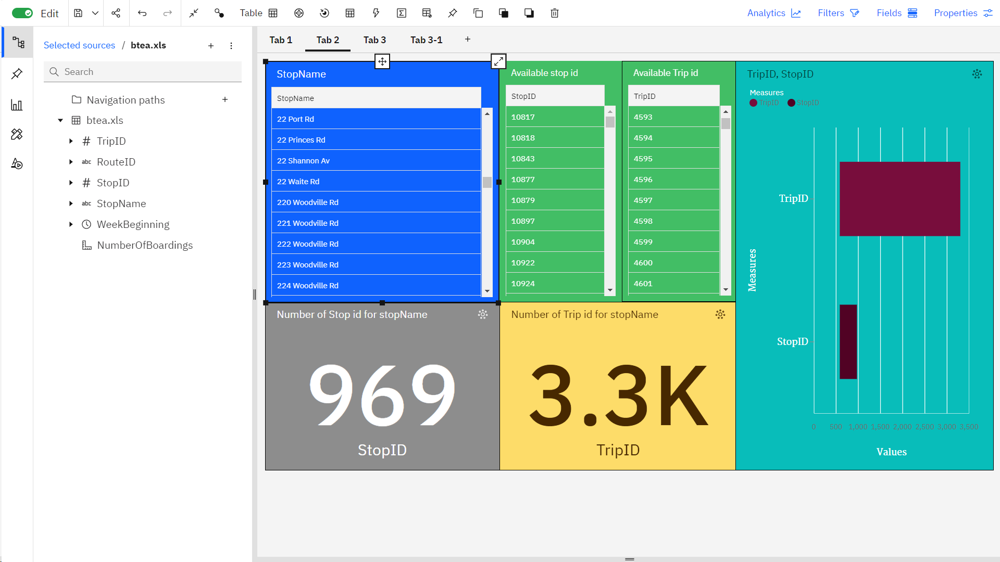 Edit
Table
Analytics
Filters
Fields
Properties
Selected sources / btea.xls
Search
Navigation paths
btea.xls
# TripID
abc RouteID
# StopID
abc StopName
WeekBeginning
NumberOfBoardings
Tab 1
Tab 2
Tab 3
Tab 3-1
StopName
StopName
22 Port Rd
22 Princes Rd
22 Shannon Av
22 Waite Rd
220 Woodville Rd
221 Woodville Rd
222 Woodville Rd
223 Woodville Rd
224 Woodville Rd
Available stop id
StopID
10817
10818
10843
10877
10879
10897
10904
10922
10924
Available Trip id
TripID
4593
4594
4595
4596
4597
4598
4599
4600
4601
TripID, StopID
Measures
TripID StopID
TripID
StopID
Measures
0 500 1,000 1,500 2,000 2,500 3,000 3,500
Values
Number of Stop id for stopName
969
StopID
Number of Trip id for stopName
3.3K
TripID